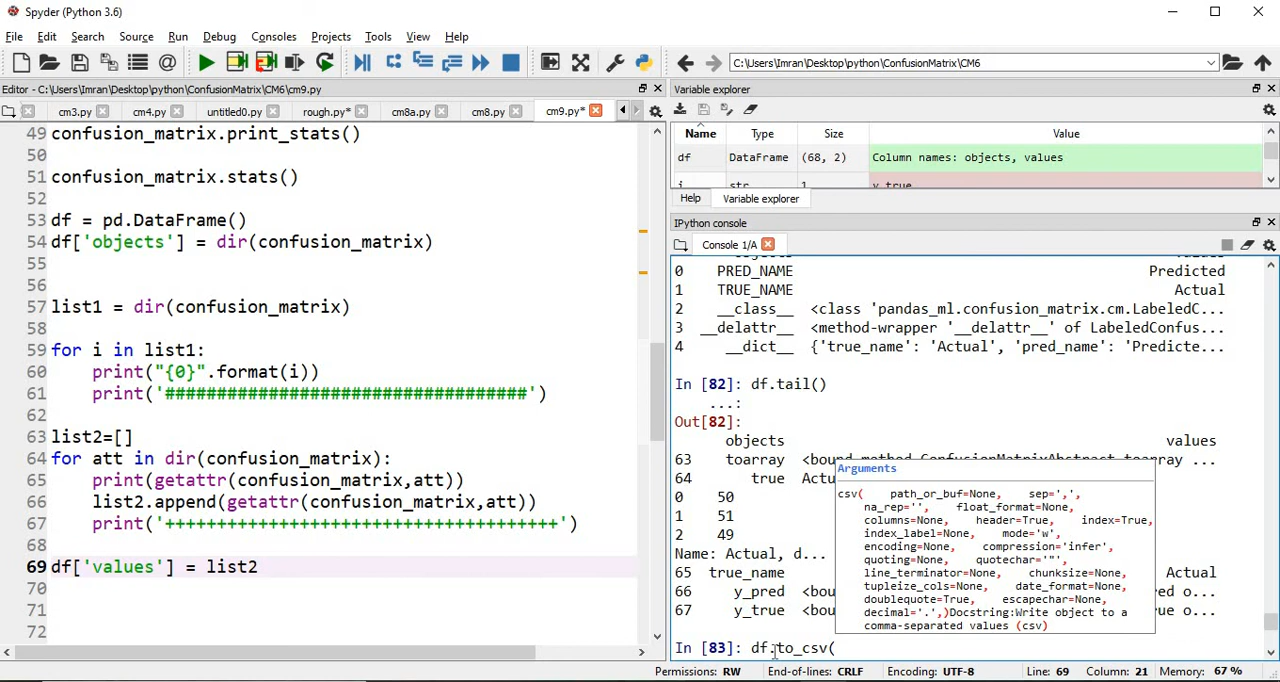 Spyder (Python 3.6)
File Edit Search Source Run Debug Consoles Projects Tools View Help
C:\Users\Imran\Desktop\python\ConfusionMatrix\CM6
Editor - C:\Users\Imran\Desktop\python\ConfusionMatrix\CM6\cm9.py
cm3.py cm4.py untitled0.py rough.py* cm8a.py cm8.py cm9.py*
49 confusion_matrix.print_stats()
50
51 confusion_matrix.stats()
52
53 df = pd.DataFrame()
54 df['objects'] = dir(confusion_matrix)
55
56
57 list1 = dir(confusion_matrix)
58
59 for i in list1:
60 print("{0}".format(i))
61 print('###################################')
62
63 list2=[]
64 for att in dir(confusion_matrix):
65 print(getattr(confusion_matrix,att))
66 list2.append(getattr(confusion_matrix,att))
67 print('++++++++++++++++++++++++++++++++++++++')
68
69 df['values'] = list2
70
71
72
Variable explorer
Name Type Size Value
df DataFrame (68, 2) Column names: objects, values
i str 1 y_true
Help Variable explorer
IPython console
Console 1/A
objects values
0 PRED_NAME Predicted
1 TRUE_NAME Actual
2 __class__ <class 'pandas_ml.confusion_matrix.cm.LabeledC...
3 __delattr__ <method-wrapper '__delattr__' of LabeledConfus...
4 __dict__ {'true_name': 'Actual', 'pred_name': 'Predicte...
In [82]: df.tail()
...:
Out[82]:
objects values
63 toarray <bound method ConfusionMatrixAbstract.toarray ...
64 true Actu
0 50
1 51
2 49
Name: Actual, d...
65 true_name Actual
66 y_pred <bou ed o...
67 y_true <bou ue o...
Arguments
csv( path_or_buf=None, sep=',',
na_rep='', float_format=None,
columns=None, header=True, index=True,
index_label=None, mode='w',
encoding=None, compression='infer',
quoting=None, quotechar='"',
line_terminator=None, chunksize=None,
tupleize_cols=None, date_format=None,
doublequote=True, escapechar=None,
decimal='.',)Docstring:Write object to a
comma-separated values (csv)
In [83]: df.to_csv(
Permissions: RW End-of-lines: CRLF Encoding: UTF-8 Line: 69 Column: 21 Memory: 67 %